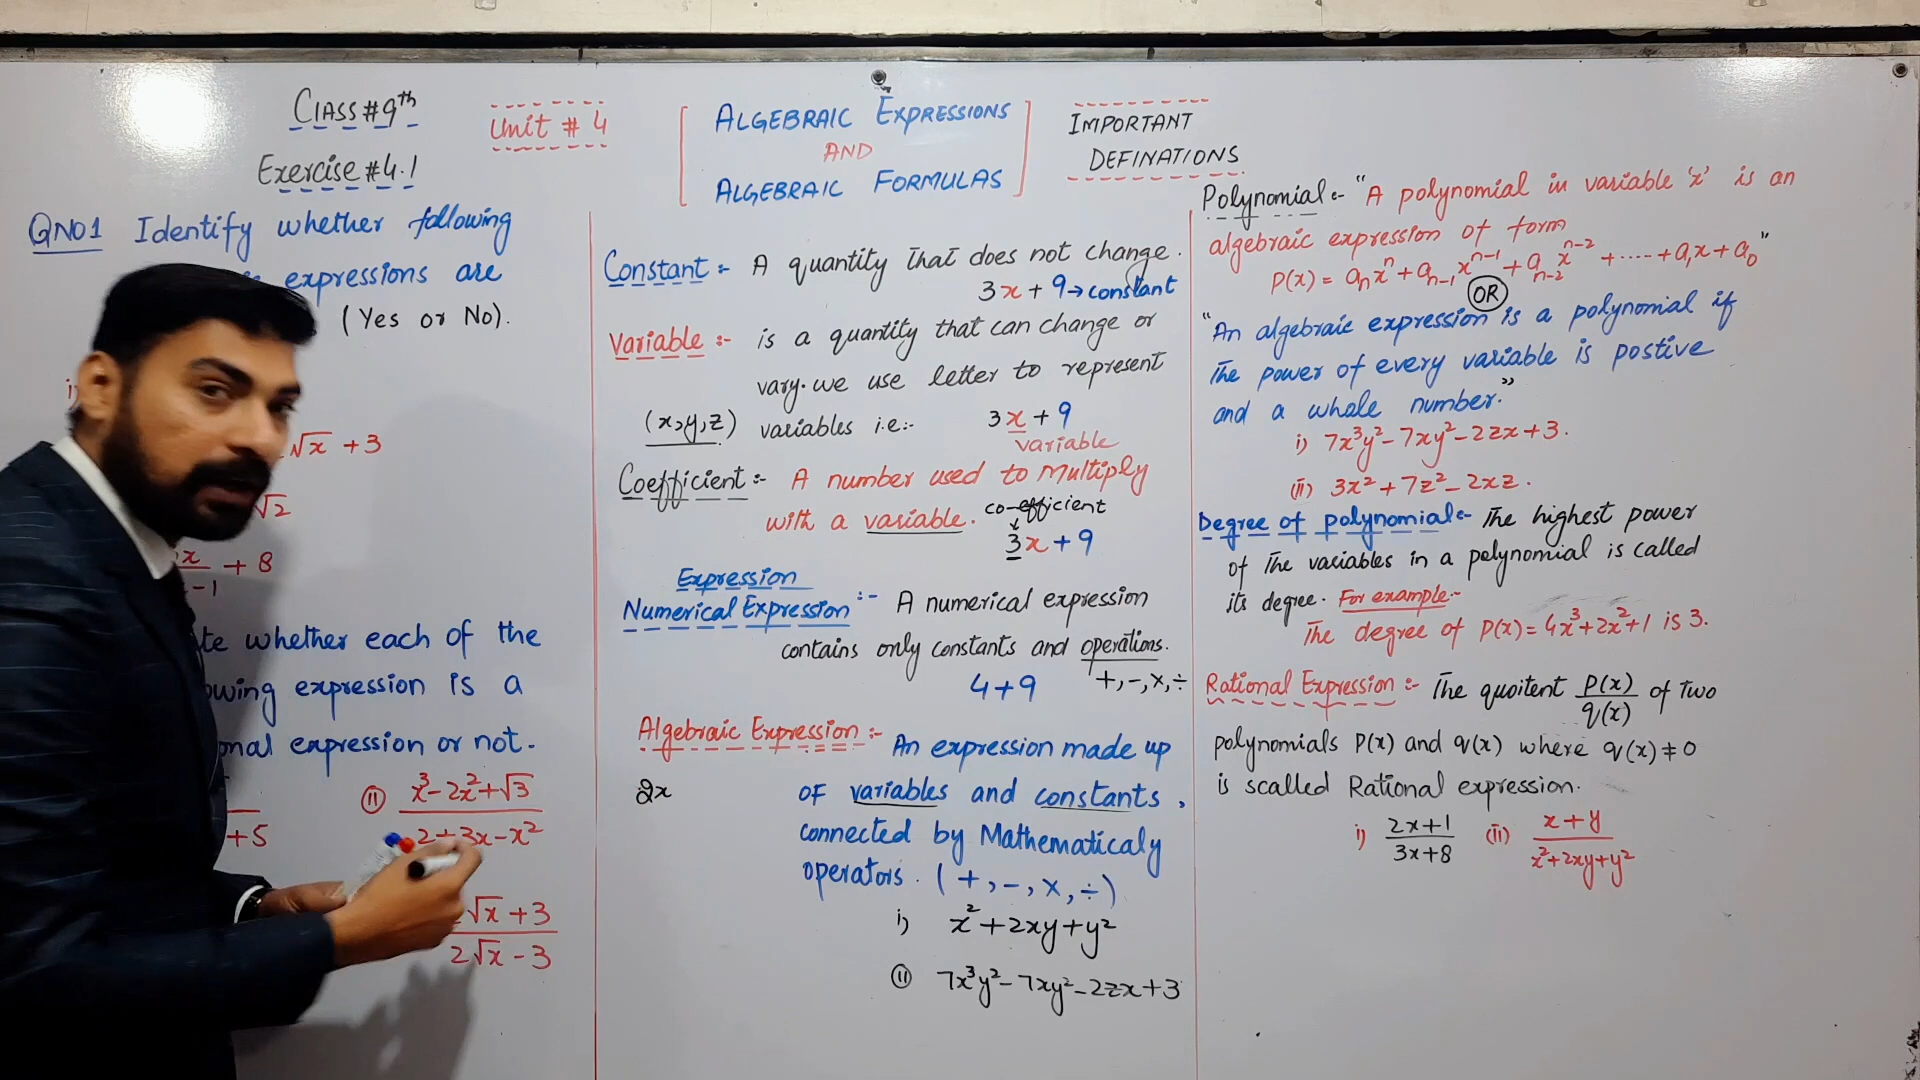 CLASS#9th
Exercise#4.1
Unit # 4
ALGEBRAIC EXPRESSIONS
AND
ALGEBRAIC FORMULAS
IMPORTANT
DEFINATIONS
QNO1 Identify whether following
expressions are
(Yes or No).
√x + 3
√2
x
-1
+ 8
whether each of the
expression is a
expression or not.
+5
(ii) x³-2x²+√3
2+3x-x²
√x + 3
2√x - 3
Constant:- A quantity that does not change.
3x + 9→constant
Variable:- is a quantity that can change or
vary. we use letter to represent
(x,y,z) variables i.e:- 3x + 9
variable
Coefficient:- A number used to Multiply
with a variable. co-efficient
3x + 9
Expression
Numerical Expression:- A numerical expression
contains only constants and operations.
4+9 +,-,×,÷
Algebraic Expression:- An expression made up
2x of variables and constants,
connected by Mathematicaly
operators. (+,-,×,÷)
i) x²+2xy+y²
(ii) 7x³y²-7xy²-2zx+3
Polynomial:- "A polynomial in variable 'x' is an
algebraic expression of form
P(x) = aₙxⁿ+aₙ₋₁xⁿ⁻¹+aₙ₋₂xⁿ⁻²+.....+a₁x+a₀"
OR
"An algebraic expression is a polynomial if
the power of every variable is postive
and a whole number."
i) 7x³y²-7xy²-2zx+3.
(ii) 3x²+7z²-2xz.
Degree of polynomial:- The highest power
of the variables in a polynomial is called
its degree. For example:-
The degree of P(x)=4x³+2x²+1 is 3.
Rational Expression:- The quoitent P(x)/q(x) of two
polynomials P(x) and q(x) where q(x)≠0
is scalled Rational expression.
i) 2x+1/3x+8 (ii) x+y/x²+2xy+y²